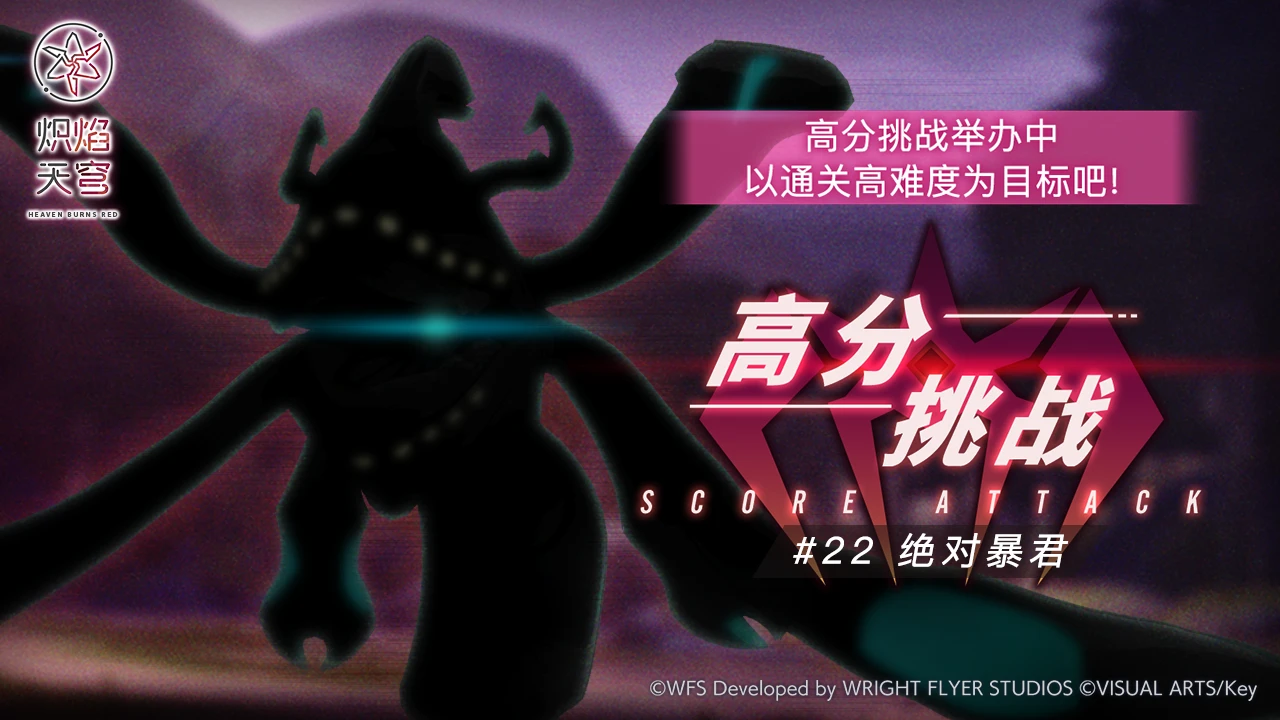 炽焰
天穹
HEAVEN BURNS RED
高分挑战举办中
以通关高难度为目标吧!
高分
挑战
SCORE ATTACK
#22 绝对暴君
©WFS Developed by WRIGHT FLYER STUDIOS ©VISUAL ARTS/Key